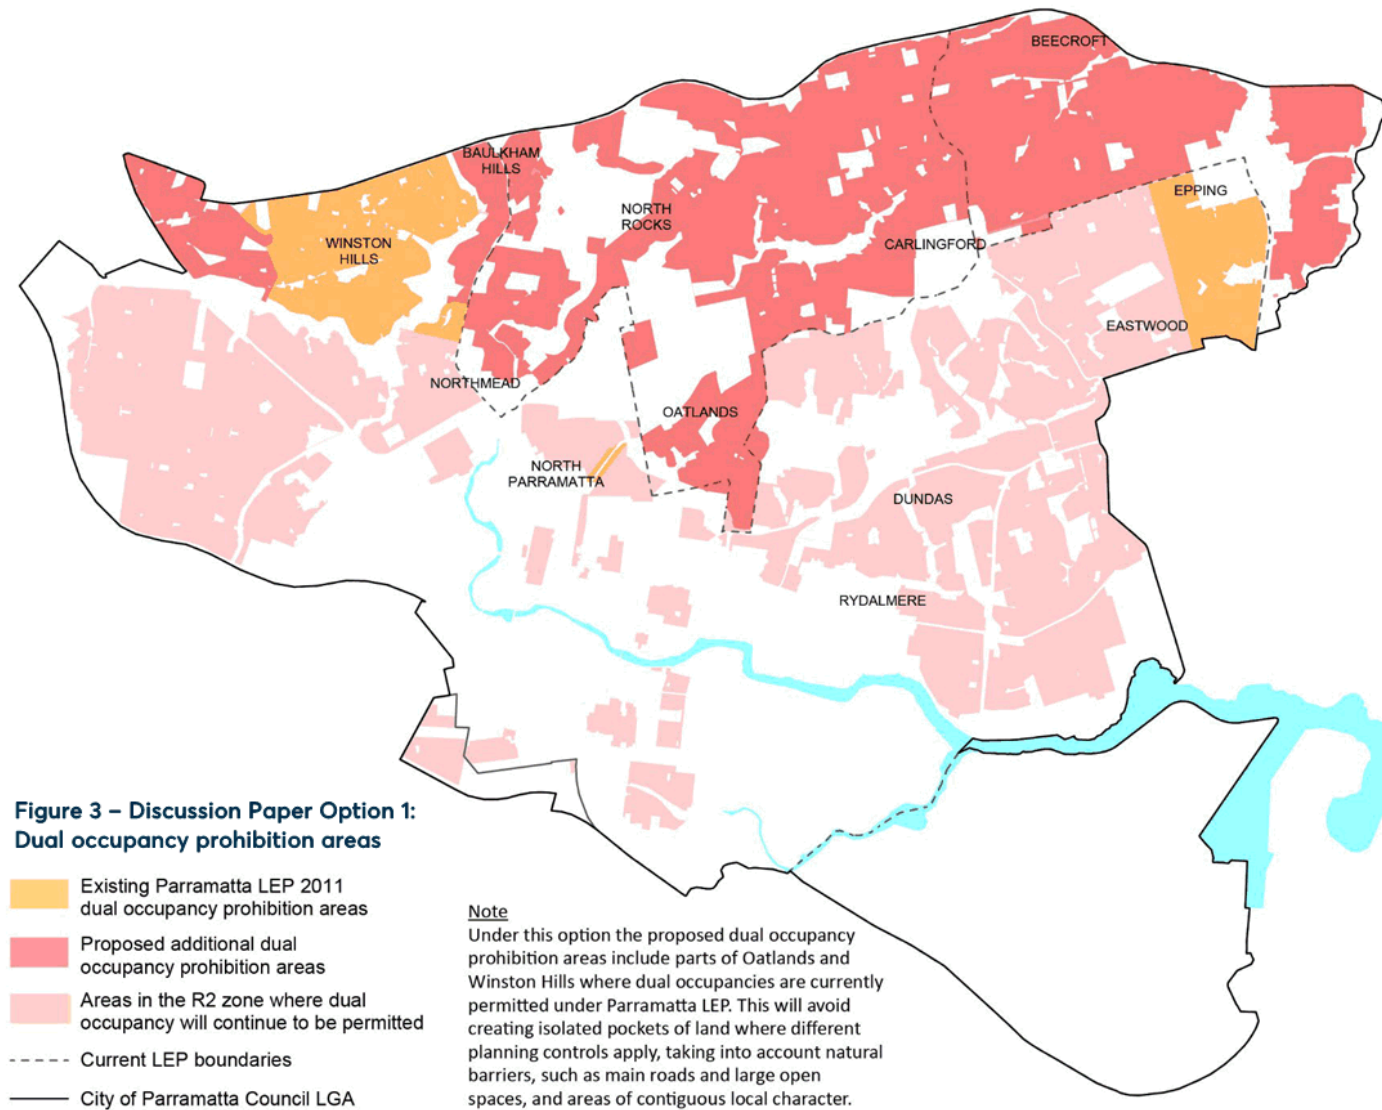 BEECROFT
BAULKHAM
HILLS
EPPING
NORTH
ROCKS
WINSTON
HILLS
CARLINGFORD
EASTWOOD
NORTHMEAD
OATLANDS
NORTH
PARRAMATTA
DUNDAS
RYDALMERE
Figure 3 – Discussion Paper Option 1:
Dual occupancy prohibition areas
Existing Parramatta LEP 2011
dual occupancy prohibition areas
Proposed additional dual
occupancy prohibition areas
Areas in the R2 zone where dual
occupancy will continue to be permitted
Current LEP boundaries
City of Parramatta Council LGA
Note
Under this option the proposed dual occupancy
prohibition areas include parts of Oatlands and
Winston Hills where dual occupancies are currently
permitted under Parramatta LEP. This will avoid
creating isolated pockets of land where different
planning controls apply, taking into account natural
barriers, such as main roads and large open
spaces, and areas of contiguous local character.